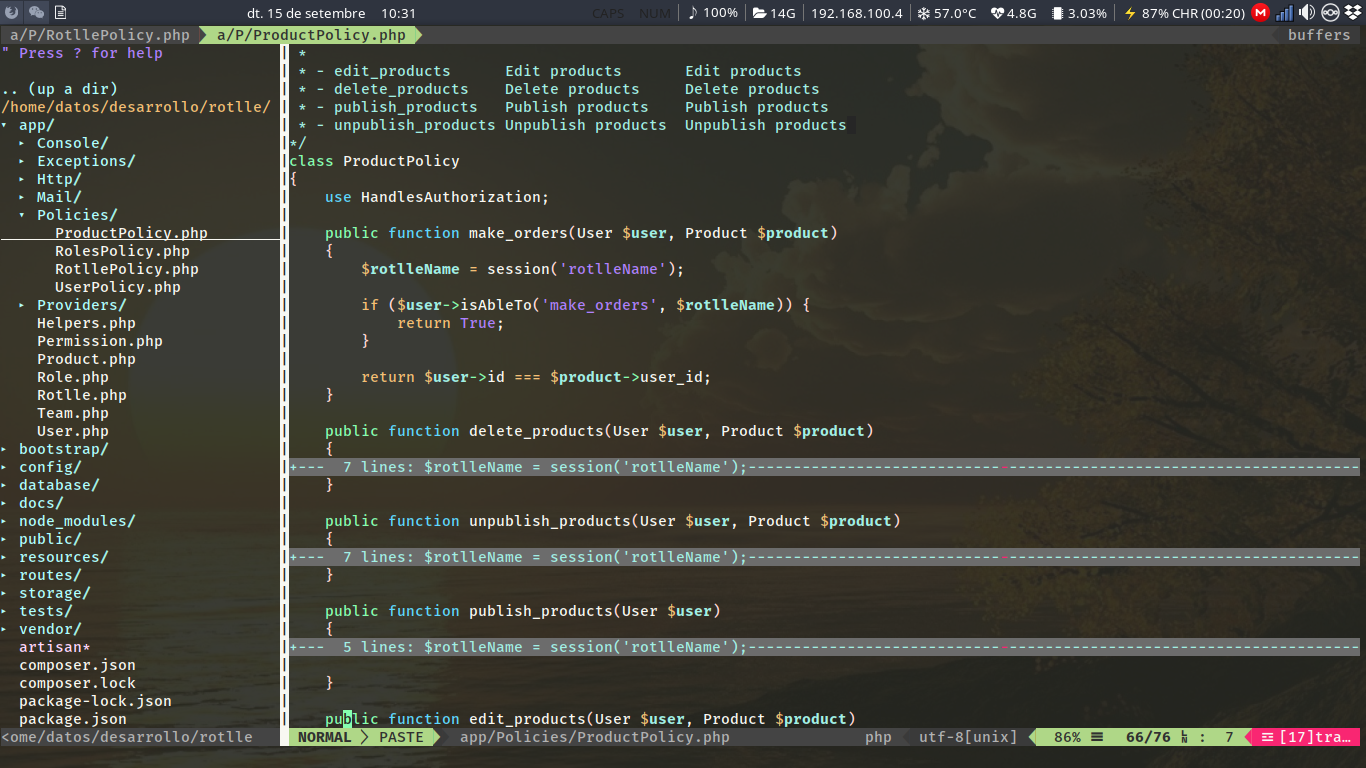 dt. 15 de setembre 10:31 CAPS NUM 100% 14G 192.168.100.4 57.0°C 4.8G 3.03% 87% CHR (00:20) M
a/P/RotllePolicy.php a/P/ProductPolicy.php buffers
" Press ? for help
.. (up a dir)
/home/datos/desarrollo/rotlle/
▾ app/
▸ Console/
▸ Exceptions/
▸ Http/
▸ Mail/
▾ Policies/
ProductPolicy.php
RolesPolicy.php
RotllePolicy.php
UserPolicy.php
▸ Providers/
Helpers.php
Permission.php
Product.php
Role.php
Rotlle.php
Team.php
User.php
▸ bootstrap/
▸ config/
▸ database/
▸ docs/
▸ node_modules/
▸ public/
▸ resources/
▸ routes/
▸ storage/
▸ tests/
▸ vendor/
artisan*
composer.json
composer.lock
package-lock.json
package.json
<ome/datos/desarrollo/rotlle
*
* - edit_products Edit products Edit products
* - delete_products Delete products Delete products
* - publish_products Publish products Publish products
* - unpublish_products Unpublish products Unpublish products
*/
class ProductPolicy
{
use HandlesAuthorization;
public function make_orders(User $user, Product $product)
{
$rotlleName = session('rotlleName');
if ($user->isAbleTo('make_orders', $rotlleName)) {
return True;
}
return $user->id === $product->user_id;
}
public function delete_products(User $user, Product $product)
{
+--- 7 lines: $rotlleName = session('rotlleName');--------------------------------------------------------------------
}
public function unpublish_products(User $user, Product $product)
{
+--- 7 lines: $rotlleName = session('rotlleName');--------------------------------------------------------------------
}
public function publish_products(User $user)
{
+--- 5 lines: $rotlleName = session('rotlleName');--------------------------------------------------------------------
}
public function edit_products(User $user, Product $product)
NORMAL PASTE app/Policies/ProductPolicy.php php utf-8[unix] 86% ☰ 66/76 ㏑ : 7 ☲ [17]tra…